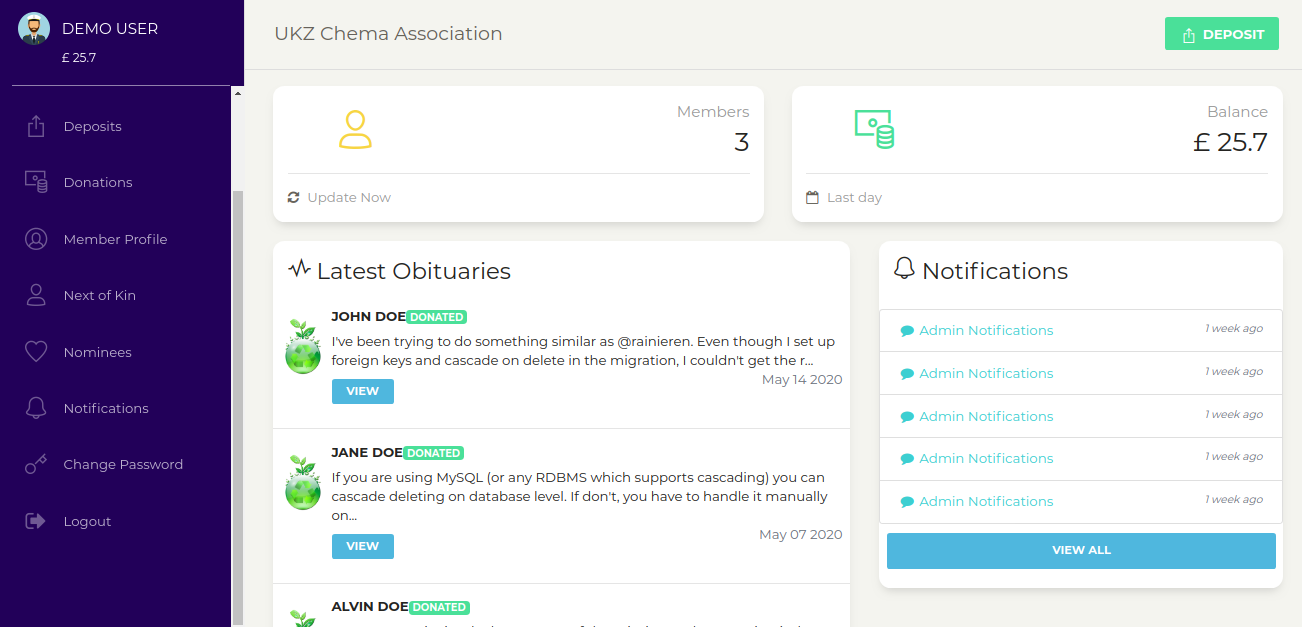 DEMO USER
£ 25.7
Deposits
Donations
Member Profile
Next of Kin
Nominees
Notifications
Change Password
Logout
UKZ Chema Association
DEPOSIT
Members
3
Update Now
Balance
£ 25.7
Last day
Latest Obituaries
JOHN DOE DONATED
I've been trying to do something similar as @rainieren. Even though I set up
foreign keys and cascade on delete in the migration, I couldn't get the r...
May 14 2020
VIEW
JANE DOE DONATED
If you are using MySQL (or any RDBMS which supports cascading) you can
cascade deleting on database level. If don't, you have to handle it manually
on...
May 07 2020
VIEW
ALVIN DOE DONATED
Notifications
Admin Notifications 1 week ago
Admin Notifications 1 week ago
Admin Notifications 1 week ago
Admin Notifications 1 week ago
Admin Notifications 1 week ago
VIEW ALL